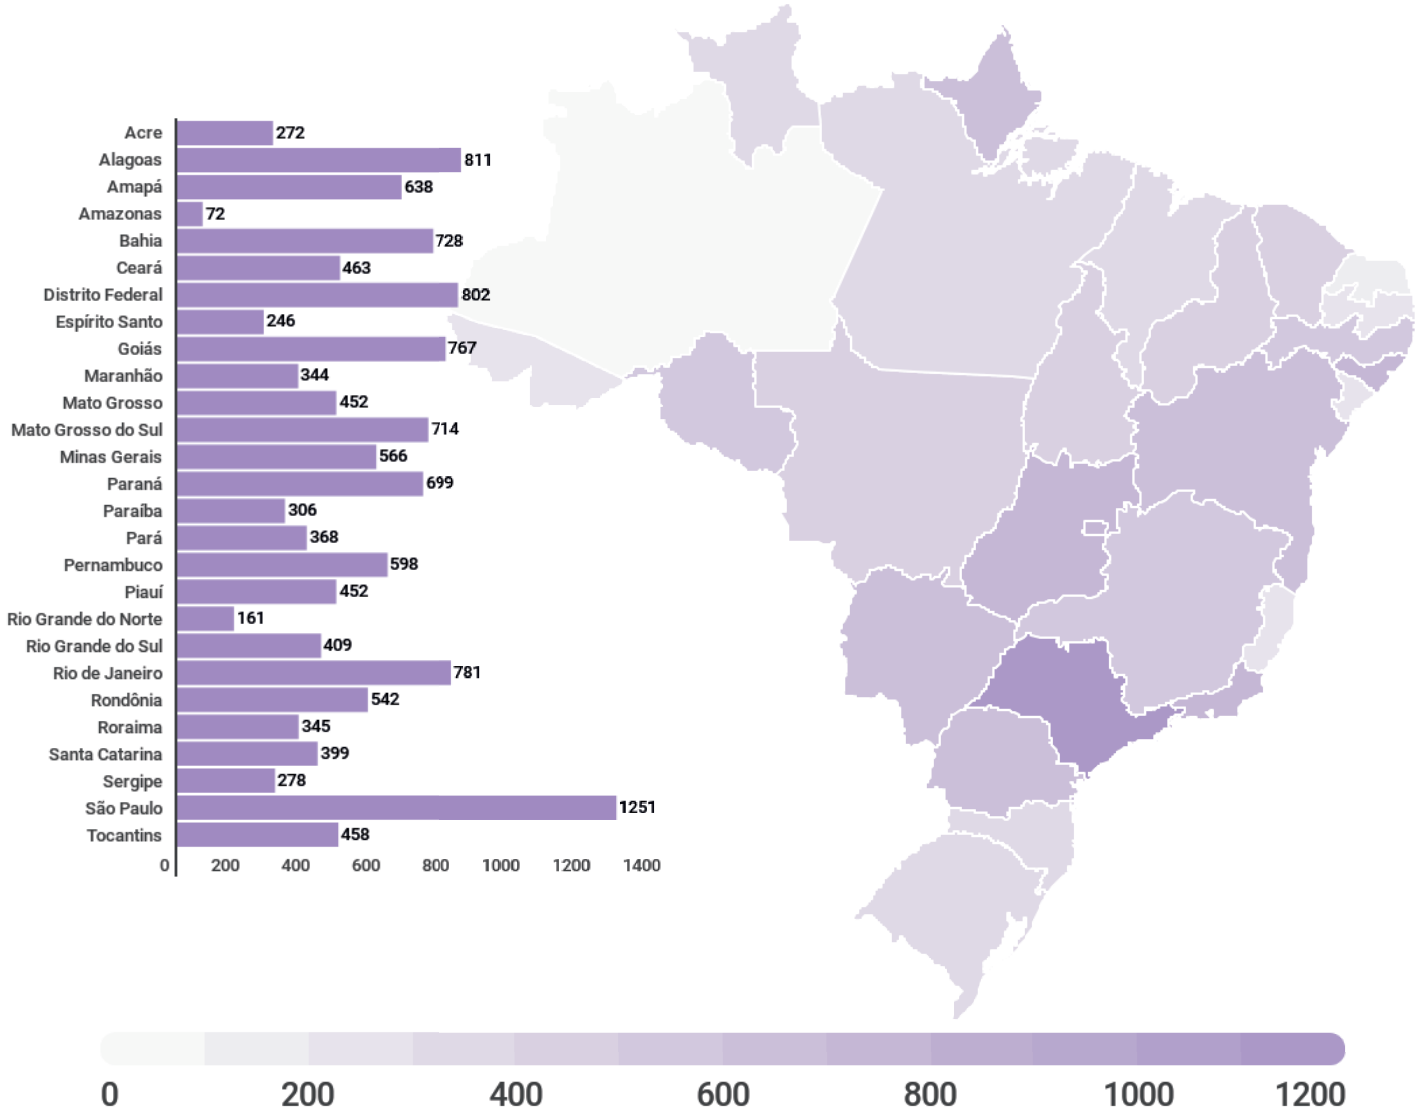 Acre 272
Alagoas 811
Amapá 638
Amazonas 72
Bahia 728
Ceará 463
Distrito Federal 802
Espírito Santo 246
Goiás 767
Maranhão 344
Mato Grosso 452
Mato Grosso do Sul 714
Minas Gerais 566
Paraná 699
Paraíba 306
Pará 368
Pernambuco 598
Piauí 452
Rio Grande do Norte 161
Rio Grande do Sul 409
Rio de Janeiro 781
Rondônia 542
Roraima 345
Santa Catarina 399
Sergipe 278
São Paulo 1251
Tocantins 458
0 200 400 600 800 1000 1200 1400
0 200 400 600 800 1000 1200